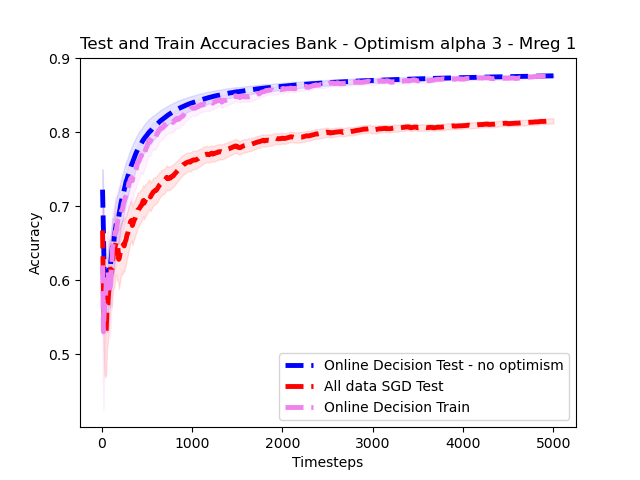 Test and Train Accuracies Bank - Optimism alpha 3 - Mreg 1
0.9
0.8
0.7
0.6
0.5
Accuracy
Online Decision Test - no optimism
All data SGD Test
Online Decision Train
0 1000 2000 3000 4000 5000
Timesteps